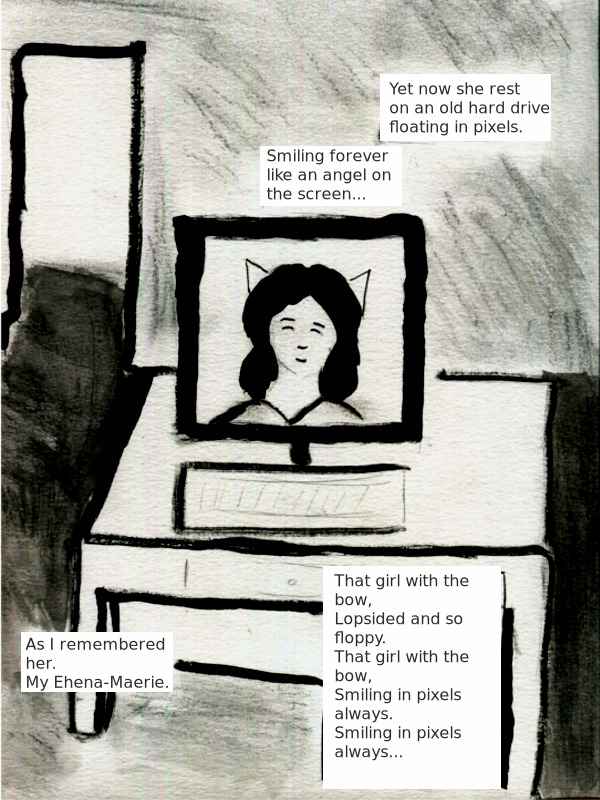 Yet now she rest
on an old hard drive
floating in pixels.
Smiling forever
like an angel on
the screen...
That girl with the
bow,
Lopsided and so
floppy.
That girl with the
bow,
Smiling in pixels
always.
Smiling in pixels
always...
As I remembered
her.
My Ehena-Maerie.